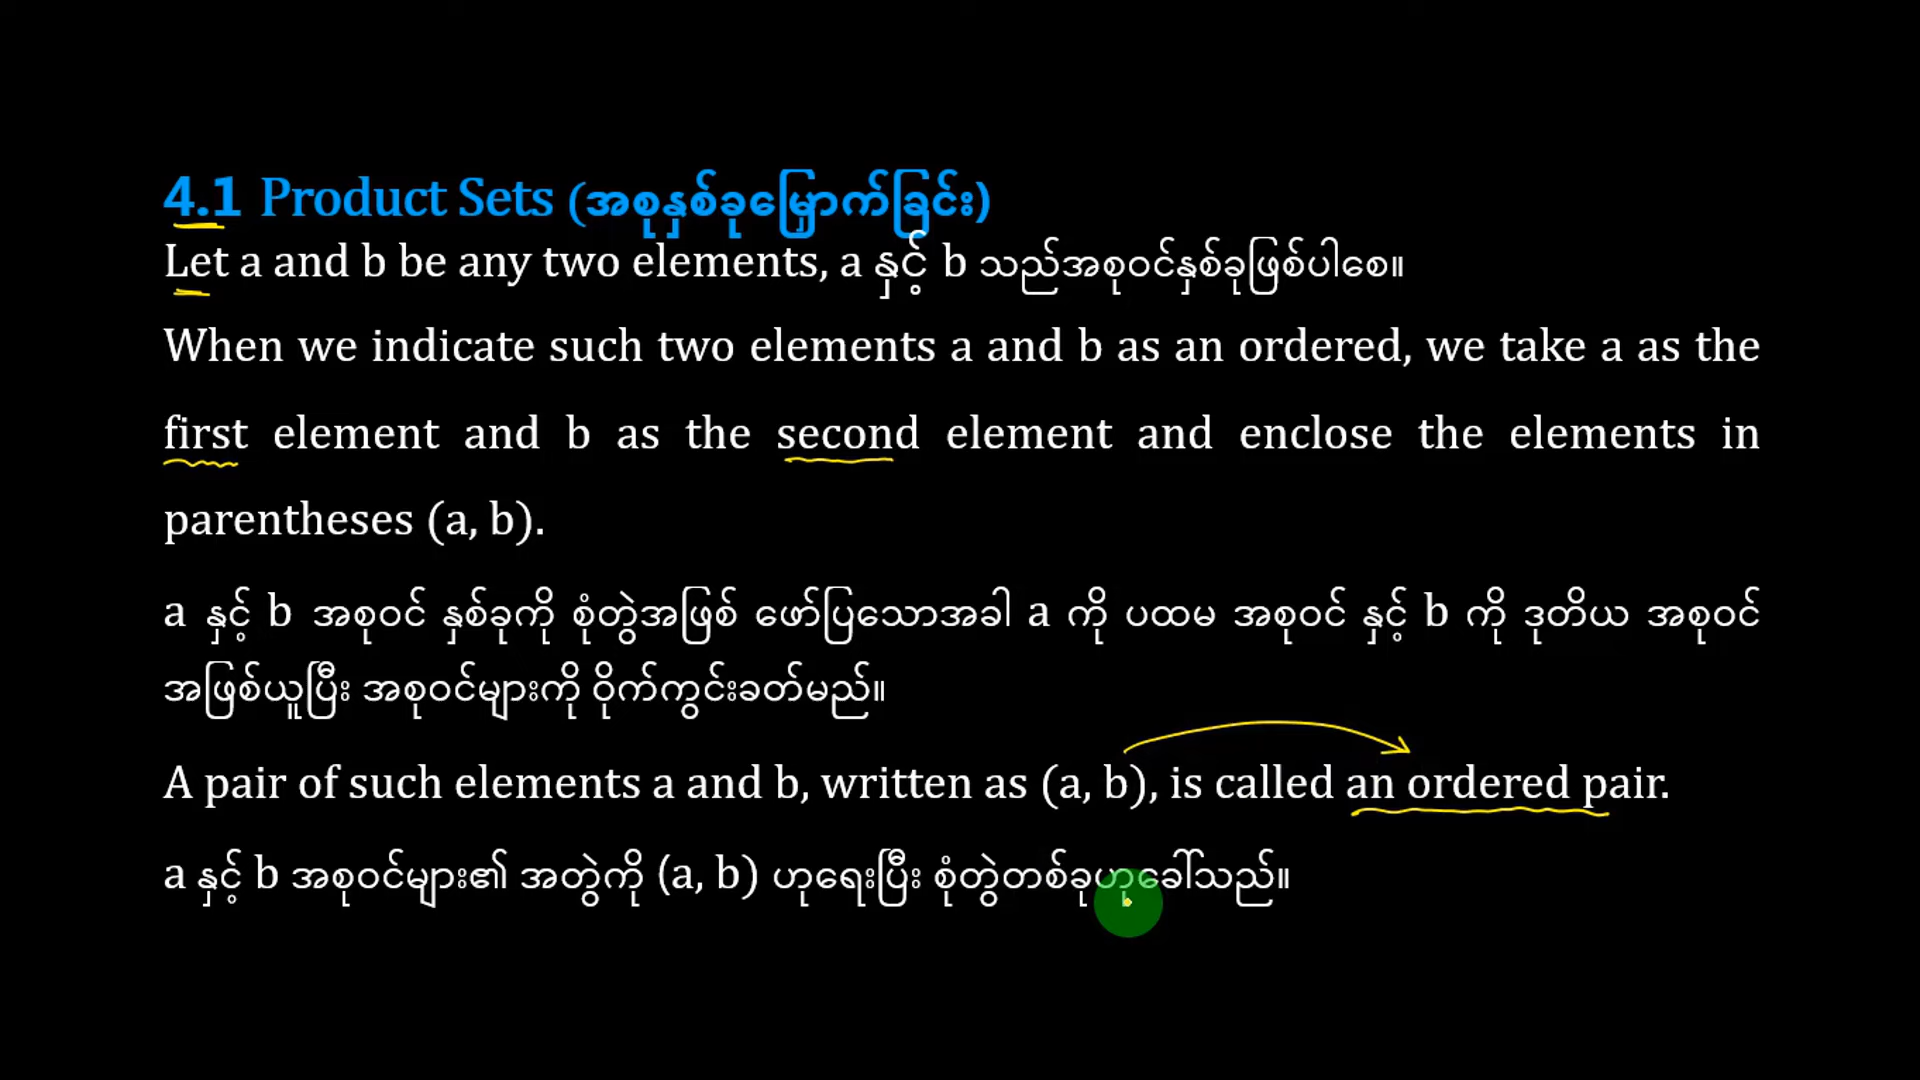 4.1 Product Sets (အစုနှစ်ခုမြှောက်ခြင်း)
Let a and b be any two elements, a နှင့် b သည်အစုဝင်နှစ်ခုဖြစ်ပါစေ။
When we indicate such two elements a and b as an ordered, we take a as the
first element and b as the second element and enclose the elements in
parentheses (a, b).
a နှင့် b အစုဝင် နှစ်ခုကို စုံတွဲအဖြစ် ဖော်ပြသောအခါ a ကို ပထမ အစုဝင် နှင့် b ကို ဒုတိယ အစုဝင်
အဖြစ်ယူပြီး အစုဝင်များကို ဝိုက်ကွင်းခတ်မည်။
A pair of such elements a and b, written as (a, b), is called an ordered pair.
a နှင့် b အစုဝင်များ၏ အတွဲကို (a, b) ဟုရေးပြီး စုံတွဲတစ်ခုဟုခေါ်သည်။